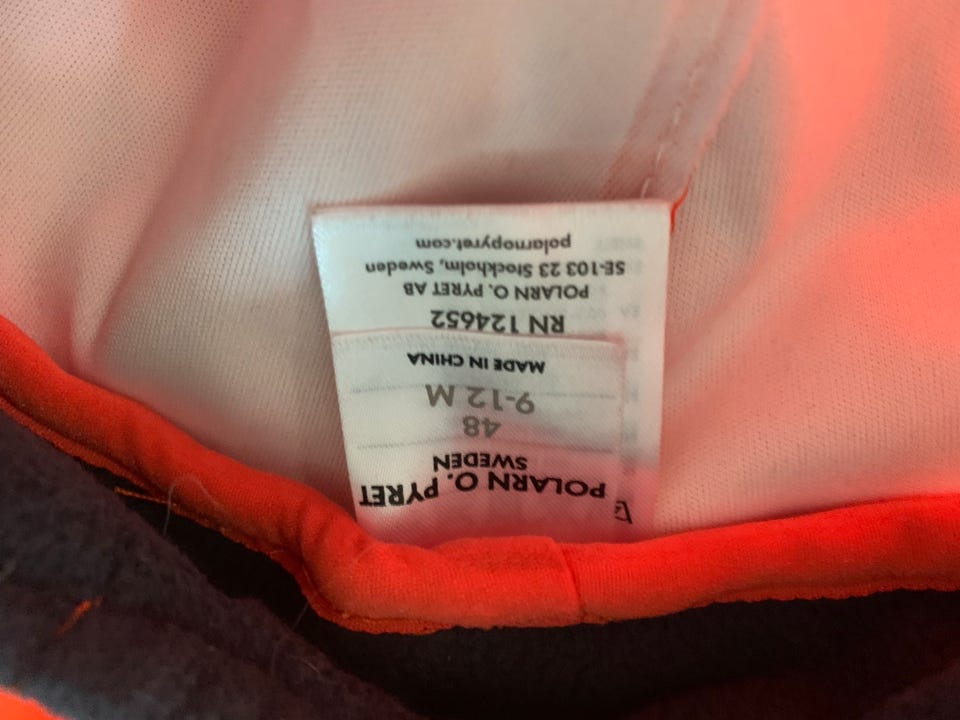 POLARN O. PYRET
SWEDEN
48
9-12 M
MADE IN CHINA
RN 124652
POLARN O. PYRET AB
SE-103 23 Stockholm, Sweden
polarnopyret.com